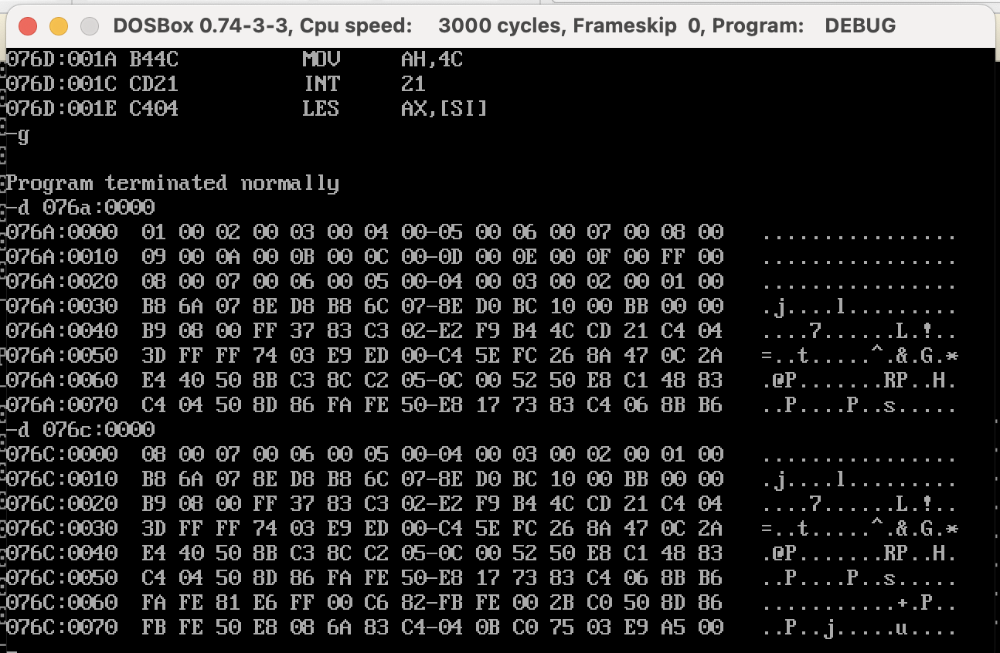 DOSBox 0.74-3-3, Cpu speed: 3000 cycles, Frameskip 0, Program: DEBUG
076D:001A B44C MOV AH,4C
076D:001C CD21 INT 21
076D:001E C404 LES AX,[SI]
-g
Program terminated normally
-d 076a:0000
076A:0000 01 00 02 00 03 00 04 00-05 00 06 00 07 00 08 00 ................
076A:0010 09 00 0A 00 0B 00 0C 00-0D 00 0E 00 0F 00 FF 00 ................
076A:0020 08 00 07 00 06 00 05 00-04 00 03 00 02 00 01 00 ................
076A:0030 B8 6A 07 8E D8 B8 6C 07-8E D0 BC 10 00 BB 00 00 .j....l.........
076A:0040 B9 08 00 FF 37 83 C3 02-E2 F9 B4 4C CD 21 C4 04 ....7......L.!..
076A:0050 3D FF FF 74 03 E9 ED 00-C4 5E FC 26 8A 47 0C 2A =..t.....^.&.G.*
076A:0060 E4 40 50 8B C3 8C C2 05-0C 00 52 50 E8 C1 48 83 .@P.......RP..H.
076A:0070 C4 04 50 8D 86 FA FE 50-E8 17 73 83 C4 06 8B B6 ..P....P..s.....
-d 076c:0000
076C:0000 08 00 07 00 06 00 05 00-04 00 03 00 02 00 01 00 ................
076C:0010 B8 6A 07 8E D8 B8 6C 07-8E D0 BC 10 00 BB 00 00 .j....l.........
076C:0020 B9 08 00 FF 37 83 C3 02-E2 F9 B4 4C CD 21 C4 04 ....7......L.!..
076C:0030 3D FF FF 74 03 E9 ED 00-C4 5E FC 26 8A 47 0C 2A =..t.....^.&.G.*
076C:0040 E4 40 50 8B C3 8C C2 05-0C 00 52 50 E8 C1 48 83 .@P.......RP..H.
076C:0050 C4 04 50 8D 86 FA FE 50-E8 17 73 83 C4 06 8B B6 ..P....P..s.....
076C:0060 FA FE 81 E6 FF 00 C6 82-FB FE 00 2B C0 50 8D 86 ...........+.P..
076C:0070 FB FE 50 E8 08 6A 83 C4-04 0B C0 75 03 E9 A5 00 ..P..j.....u....